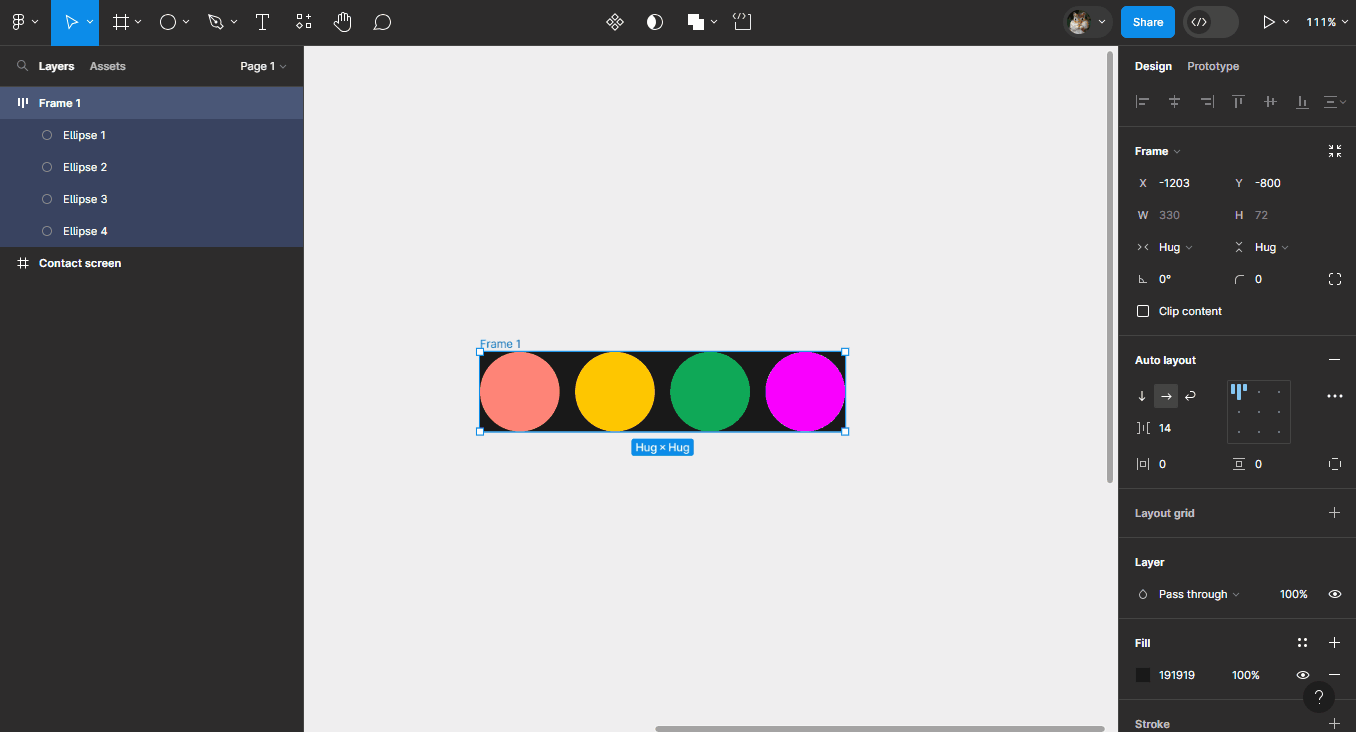 Share
111%
Layers Assets Page 1
Frame 1
Ellipse 1
Ellipse 2
Ellipse 3
Ellipse 4
Contact screen
Frame 1
Hug × Hug
Design Prototype
Frame
X -1203 Y -800
W 330 H 72
Hug Hug
0° 0
Clip content
Auto layout
14
0 0
Layout grid
Layer
Pass through 100%
Fill
191919 100%
?
Stroke